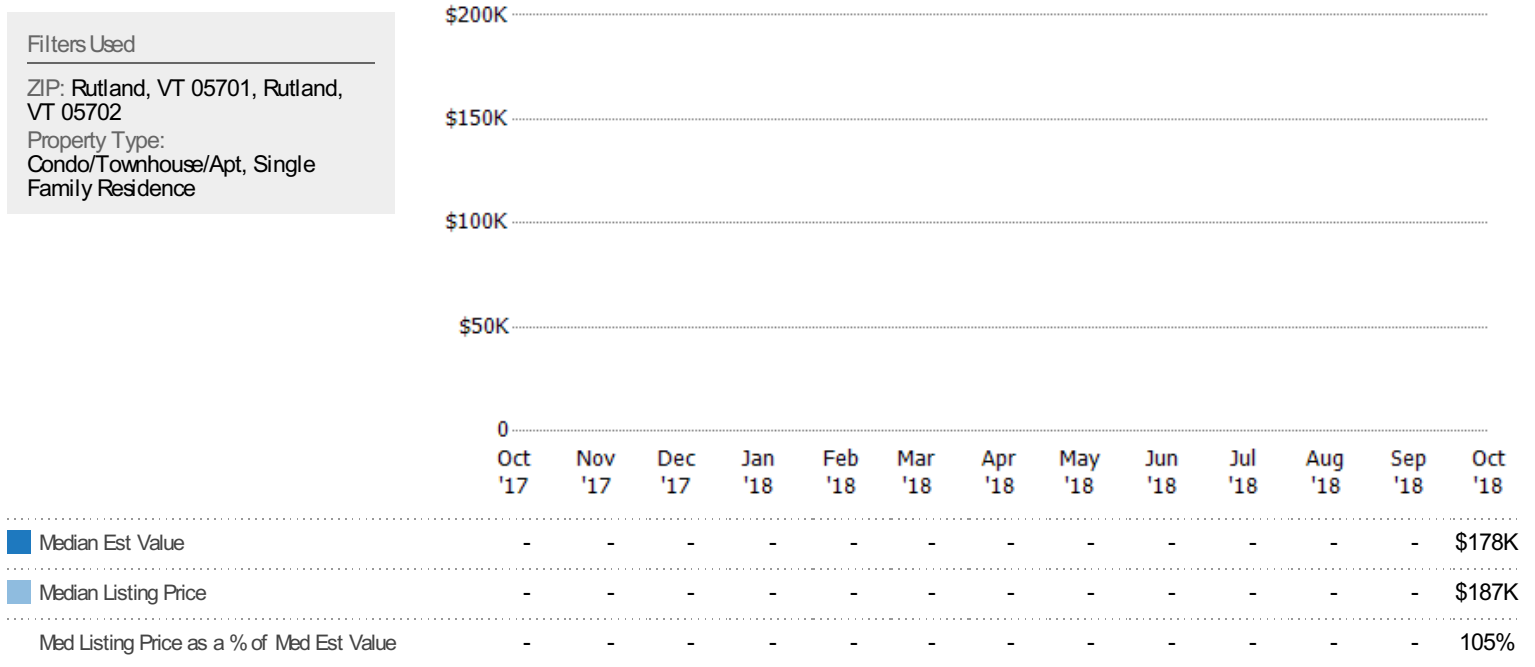 Filters Used
ZIP: Rutland, VT 05701, Rutland,
VT 05702
Property Type:
Condo/Townhouse/Apt, Single
Family Residence
$200K
$150K
$100K
$50K
0
Oct Nov Dec Jan Feb Mar Apr May Jun Jul Aug Sep Oct
'17 '17 '17 '18 '18 '18 '18 '18 '18 '18 '18 '18 '18
Median Est Value - - - - - - - - - - - - $178K
Median Listing Price - - - - - - - - - - - - $187K
Med Listing Price as a % of Med Est Value - - - - - - - - - - - - 105%